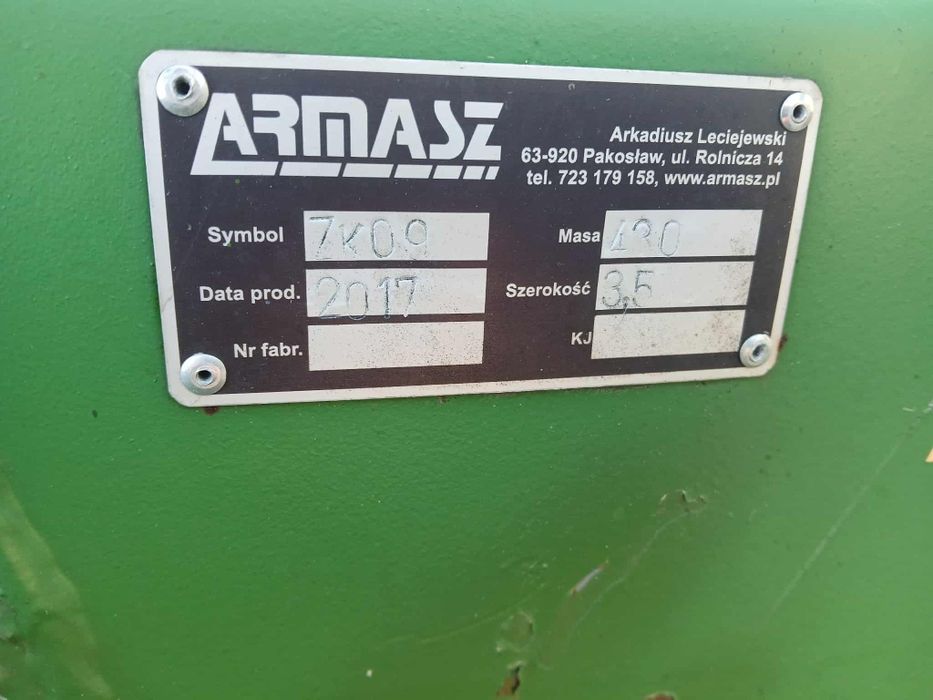 ARMASZ
Arkadiusz Leciejewski
63-920 Pakosław, ul. Rolnicza 14
tel. 723 179 158, www.armasz.pl
Symbol ZK09
Masa 430
Data prod. 2017
Szerokość 3,5
Nr fabr.
KJ